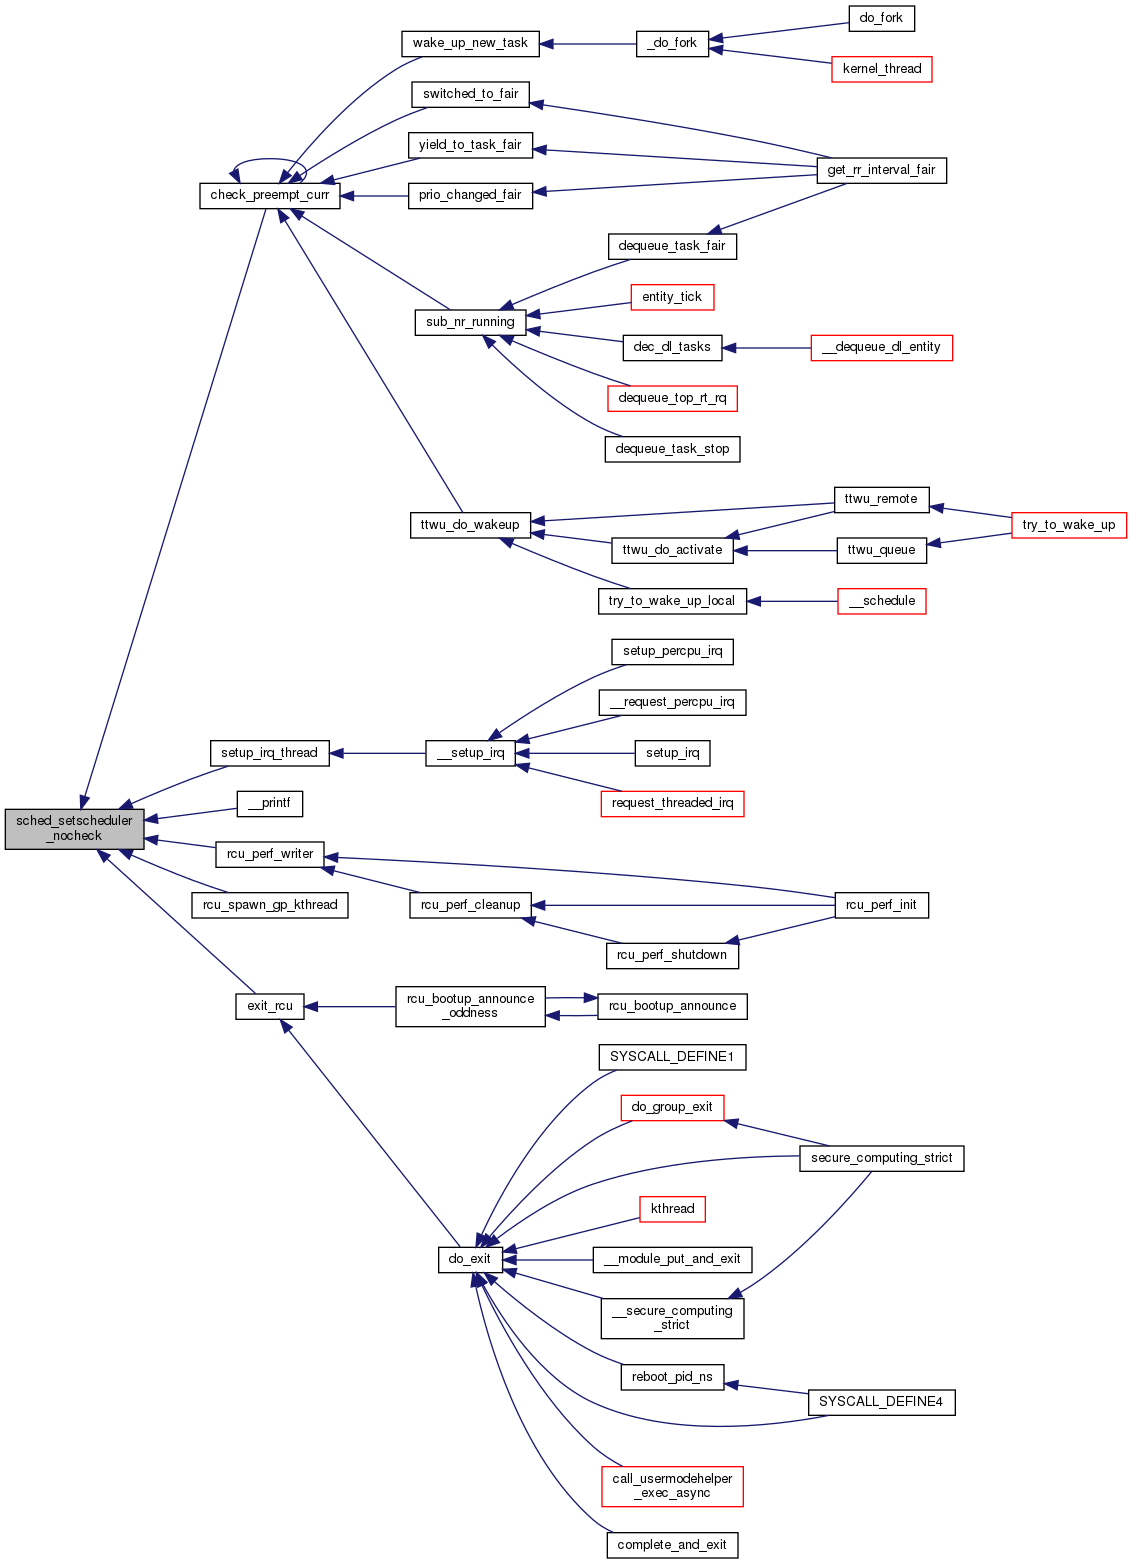 do_fork
wake_up_new_task
_do_fork
kernel_thread
switched_to_fair
yield_to_task_fair
get_rr_interval_fair
check_preempt_curr
prio_changed_fair
dequeue_task_fair
entity_tick
sub_nr_running
dec_dl_tasks
__dequeue_dl_entity
dequeue_top_rt_rq
dequeue_task_stop
ttwu_remote
ttwu_do_wakeup
try_to_wake_up
ttwu_do_activate
ttwu_queue
try_to_wake_up_local
__schedule
setup_percpu_irq
__request_percpu_irq
setup_irq_thread
__setup_irq
setup_irq
__printf
request_threaded_irq
sched_setscheduler
_nocheck
rcu_perf_writer
rcu_spawn_gp_kthread
rcu_perf_cleanup
rcu_perf_init
rcu_perf_shutdown
exit_rcu
rcu_bootup_announce
_oddness
rcu_bootup_announce
SYSCALL_DEFINE1
do_group_exit
secure_computing_strict
kthread
do_exit
__module_put_and_exit
__secure_computing
_strict
reboot_pid_ns
SYSCALL_DEFINE4
call_usermodehelper
_exec_async
complete_and_exit